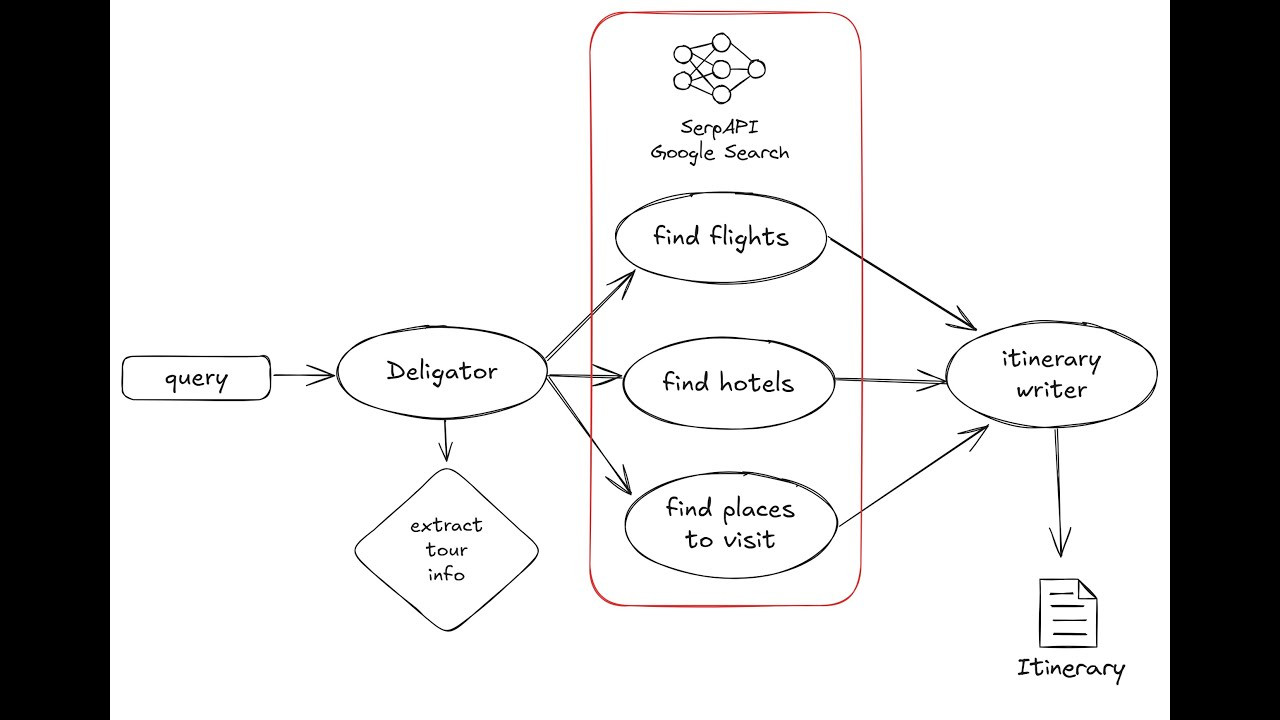 SerpAPI
Google Search
find flights
query
Deligator
find hotels
itinerary
writer
extract
tour
info
find places
to visit
Itinerary